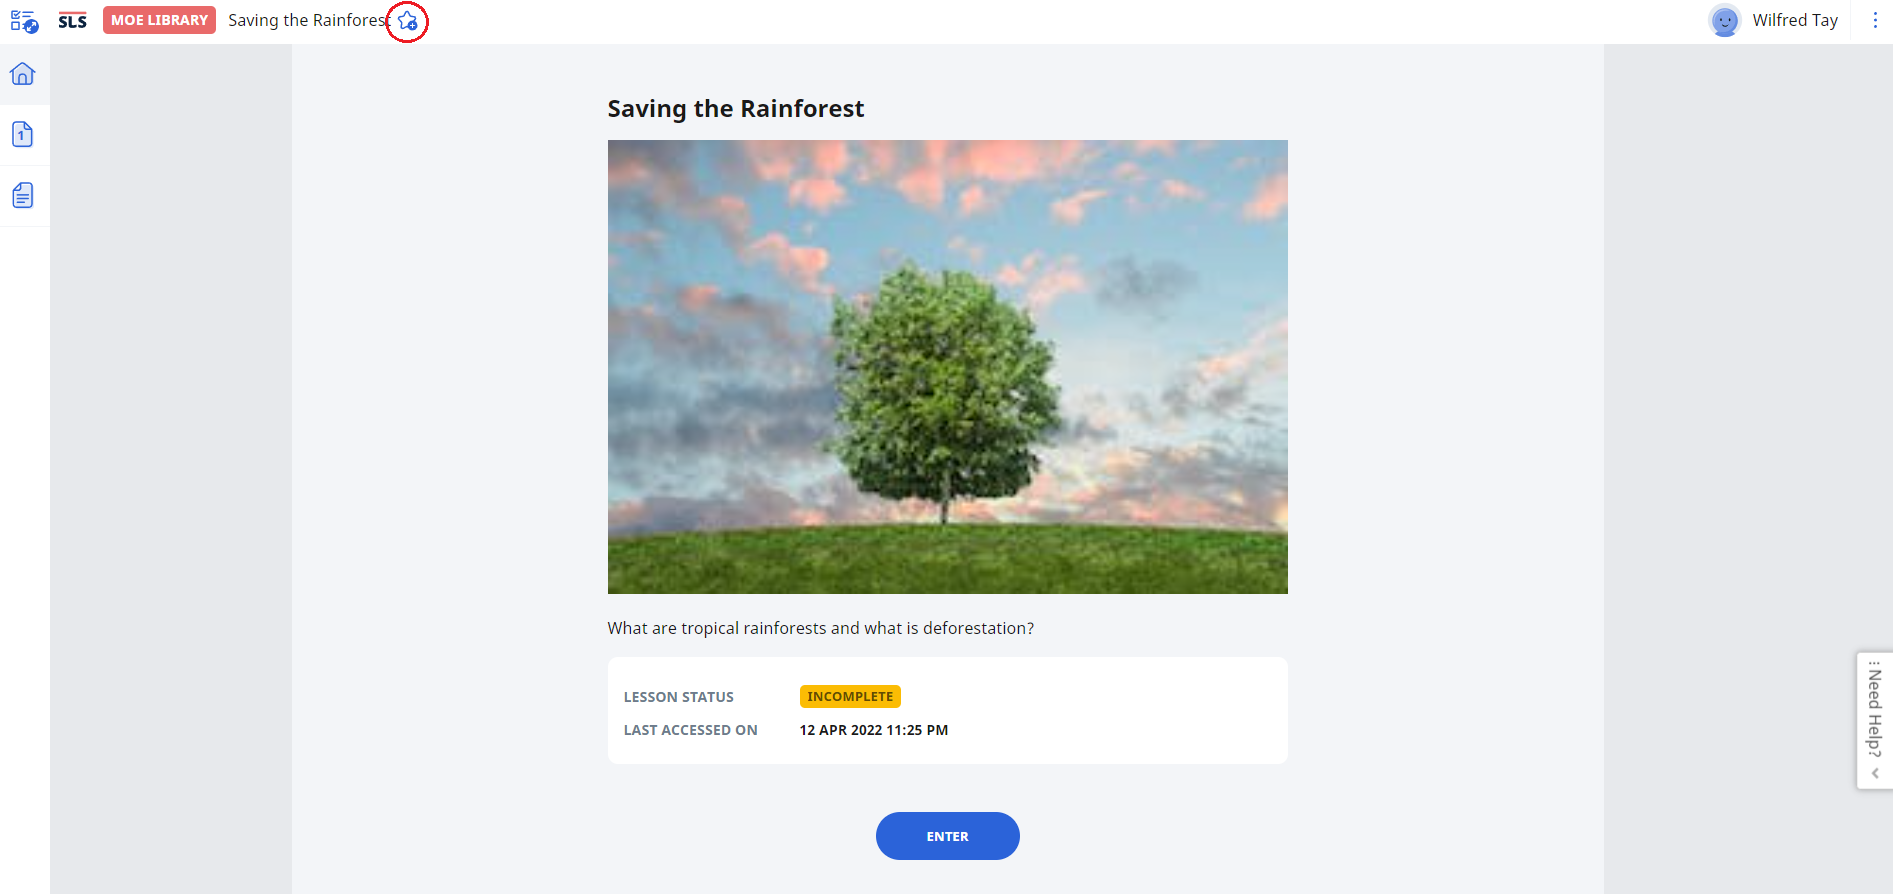 SLS MOE LIBRARY Saving the Rainforest Wilfred Tay
1
Saving the Rainforest
What are tropical rainforests and what is deforestation?
LESSON STATUS INCOMPLETE
LAST ACCESSED ON 12 APR 2022 11:25 PM
ENTER
Need Help?